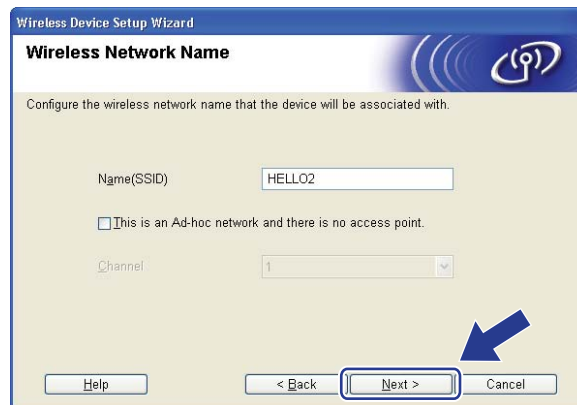 Wireless Device Setup Wizard
Wireless Network Name
Configure the wireless network name that the device will be associated with.
Name(SSID) HELLO2
This is an Ad-hoc network and there is no access point.
Channel 1
Help < Back Next > Cancel